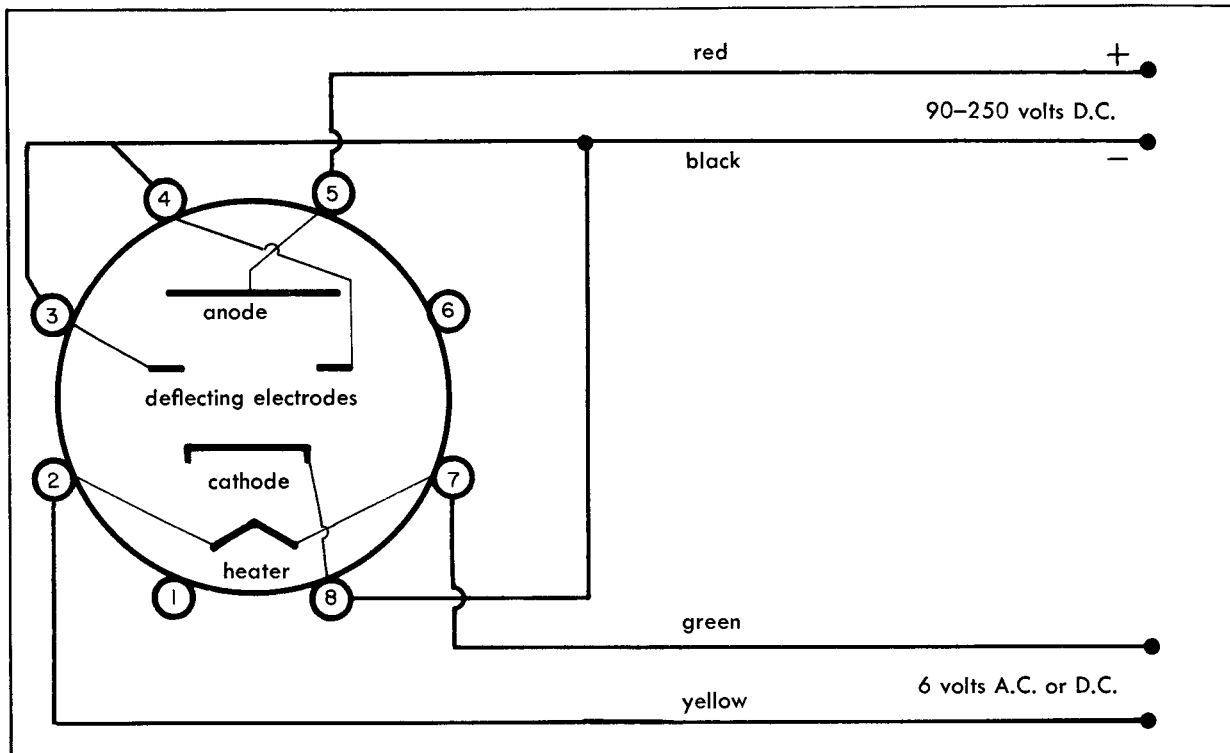 red
+
90–250 volts D.C.
black
−
4
5
3
6
anode
deflecting electrodes
2
7
cathode
heater
1
8
green
6 volts A.C. or D.C.
yellow